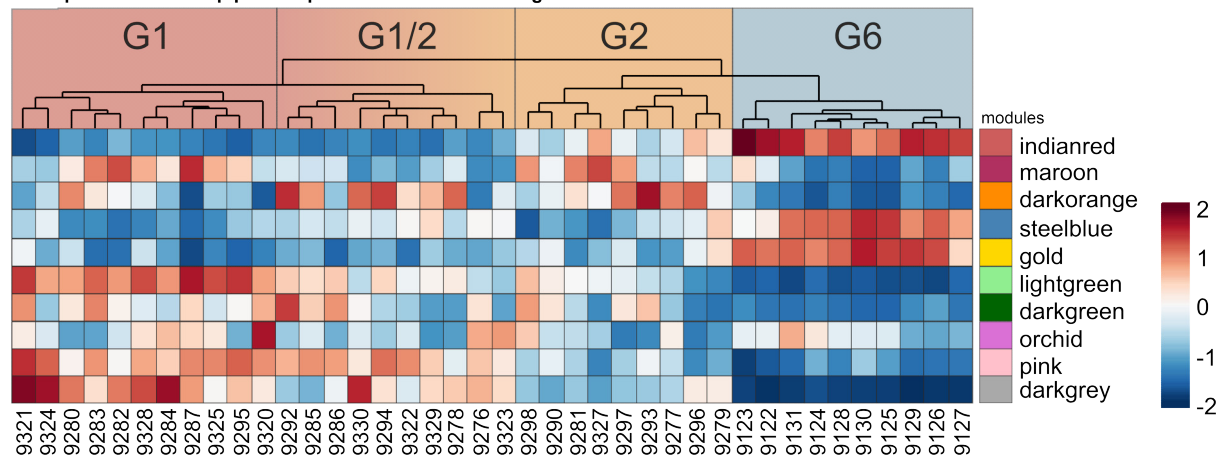 G1 G1/2 G2 G6
modules
indianred
maroon
darkorange
steelblue
gold
lightgreen
darkgreen
orchid
pink
darkgrey
2
1
0
-1
-2
9321 9324 9280 9283 9282 9328 9284 9287 9325 9295 9320 9292 9285 9286 9330 9294 9322 9329 9278 9276 9323 9298 9290 9281 9327 9297 9293 9277 9296 9279 9123 9122 9131 9124 9128 9130 9125 9129 9126 9127